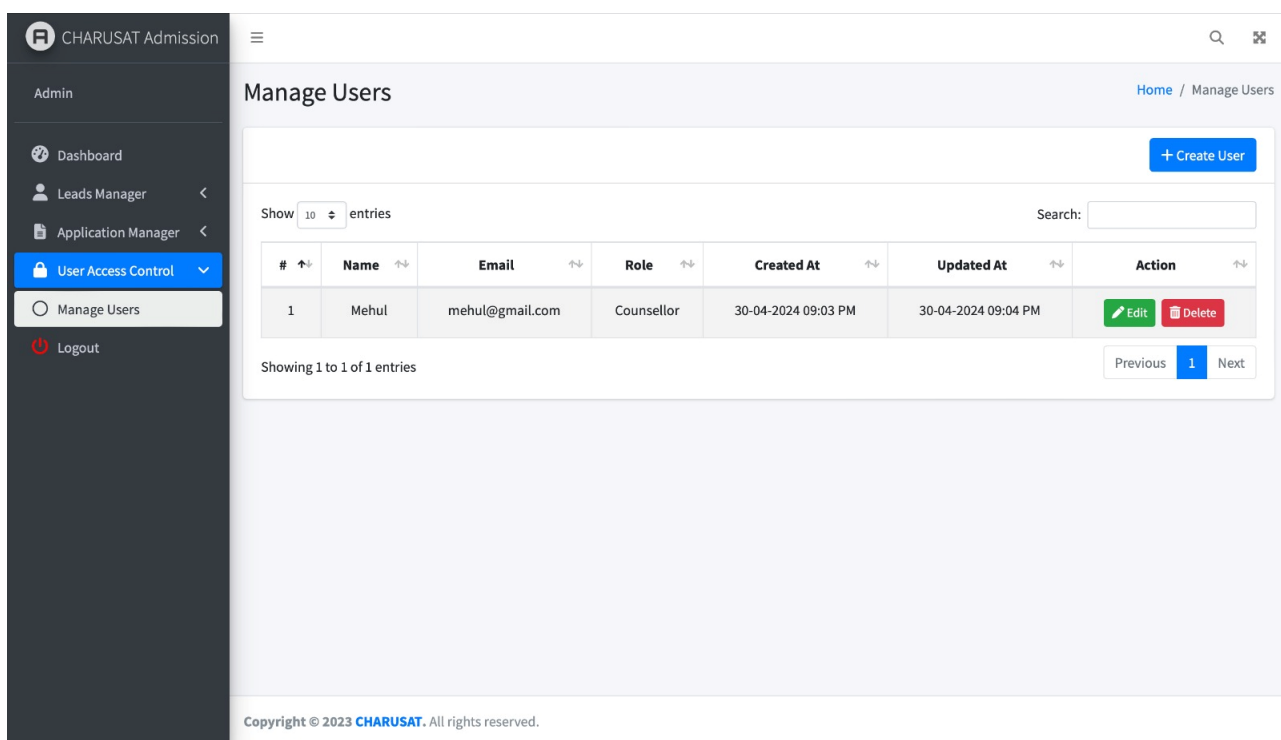 CHARUSAT Admission
Admin
Dashboard
Leads Manager
Application Manager
User Access Control
Manage Users
Logout
Manage Users
Home / Manage Users
+ Create User
Show 10 entries
Search:
# Name Email Role Created At Updated At Action
1 Mehul mehul@gmail.com Counsellor 30-04-2024 09:03 PM 30-04-2024 09:04 PM Edit Delete
Showing 1 to 1 of 1 entries
Previous 1 Next
Copyright © 2023 CHARUSAT. All rights reserved.